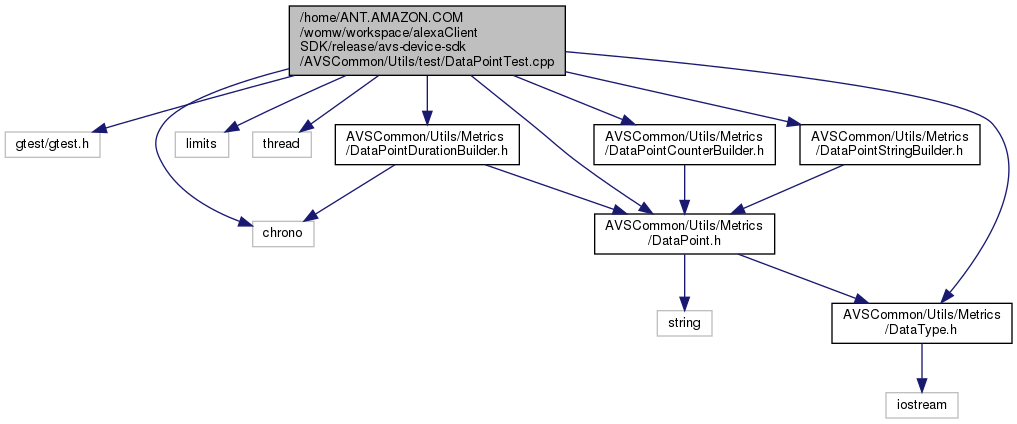 /home/ANT.AMAZON.COM
/womw/workspace/alexaClient
SDK/release/avs-device-sdk
/AVSCommon/Utils/test/DataPointTest.cpp
gtest/gtest.h
limits
thread
AVSCommon/Utils/Metrics
/DataPointDurationBuilder.h
AVSCommon/Utils/Metrics
/DataPointCounterBuilder.h
AVSCommon/Utils/Metrics
/DataPointStringBuilder.h
chrono
AVSCommon/Utils/Metrics
/DataPoint.h
string
AVSCommon/Utils/Metrics
/DataType.h
iostream